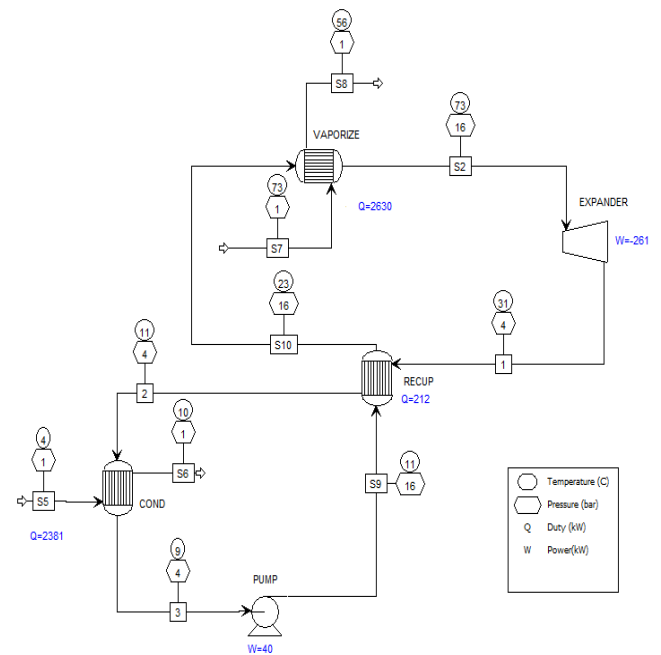 56
1
S8
VAPORIZE
73
16
S2
73
1
S7
Q=2630
EXPANDER
W=-261
23
16
S10
31
4
1
RECUP
Q=212
11
4
2
10
1
S6
4
1
S5
COND
Q=2381
11
16
S9
9
4
3
PUMP
W=40
Temperature (C)
Pressure (bar)
Q Duty (kW)
W Power(kW)